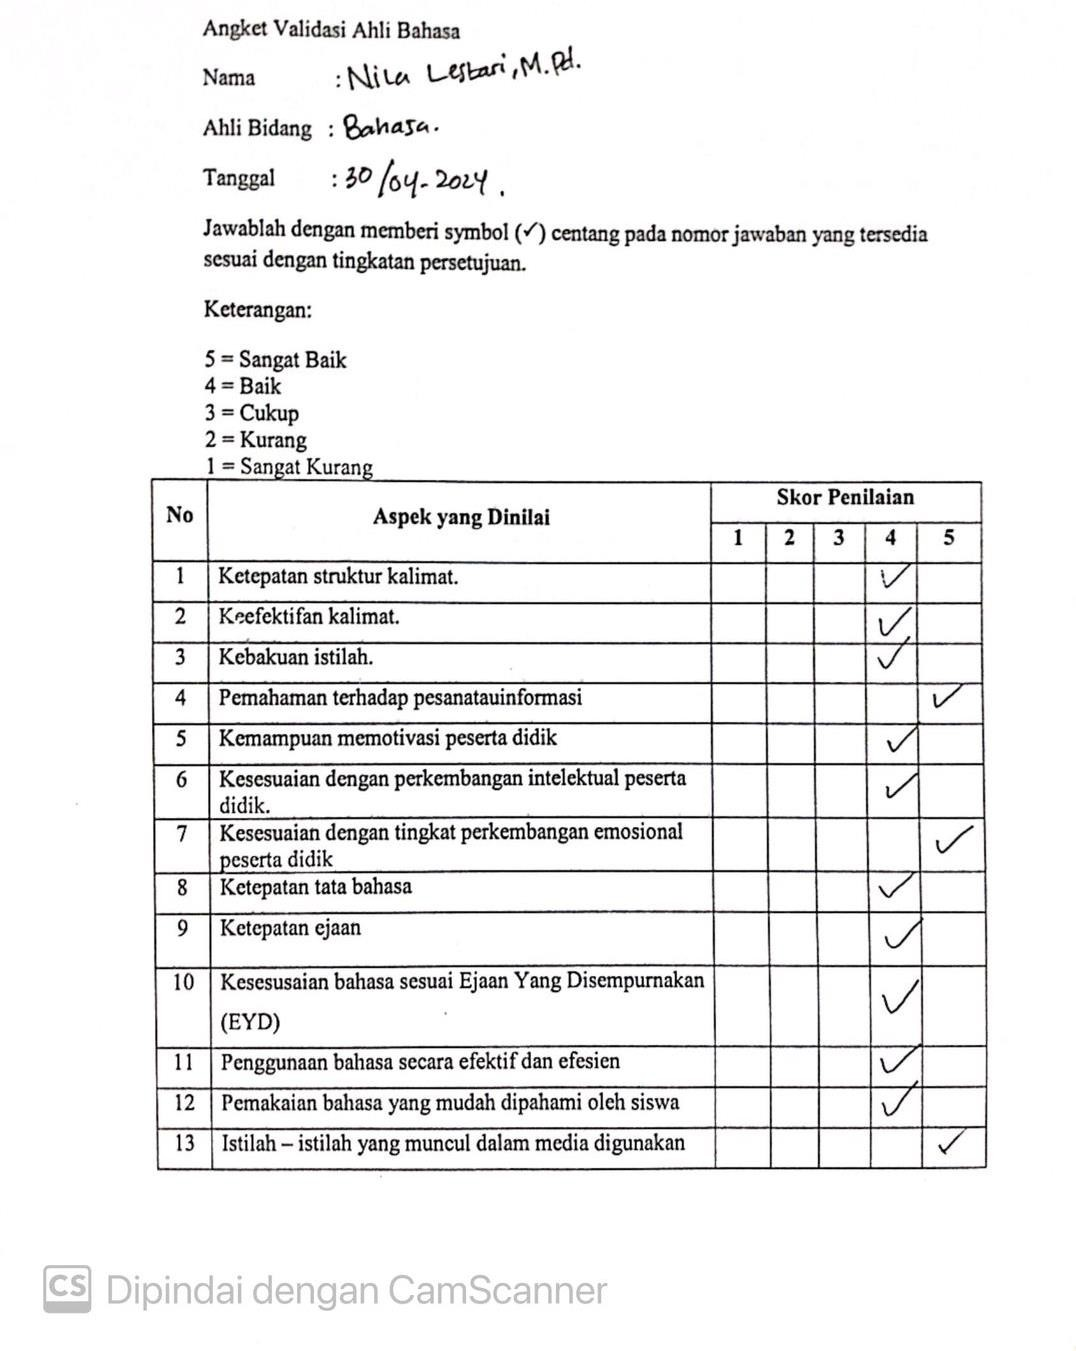 Angket Validasi Ahli Bahasa
Nama : Nila Lestari, M.Pd.
Ahli Bidang : Bahasa.
Tanggal : 30/04-2024.
Jawablah dengan memberi symbol (✓) centang pada nomor jawaban yang tersedia
sesuai dengan tingkatan persetujuan.
Keterangan:
5 = Sangat Baik
4 = Baik
3 = Cukup
2 = Kurang
1 = Sangat Kurang
No Aspek yang Dinilai Skor Penilaian
1 2 3 4 5
1 Ketepatan struktur kalimat. ✓
2 Keefektifan kalimat. ✓
3 Kebakuan istilah. ✓
4 Pemahaman terhadap pesanatauinformasi ✓
5 Kemampuan memotivasi peserta didik ✓
6 Kesesuaian dengan perkembangan intelektual peserta
didik. ✓
7 Kesesuaian dengan tingkat perkembangan emosional
peserta didik ✓
8 Ketepatan tata bahasa ✓
9 Ketepatan ejaan ✓
10 Kesesusaian bahasa sesuai Ejaan Yang Disempurnakan
(EYD) ✓
11 Penggunaan bahasa secara efektif dan efesien ✓
12 Pemakaian bahasa yang mudah dipahami oleh siswa ✓
13 Istilah – istilah yang muncul dalam media digunakan ✓
CS Dipindai dengan CamScanner